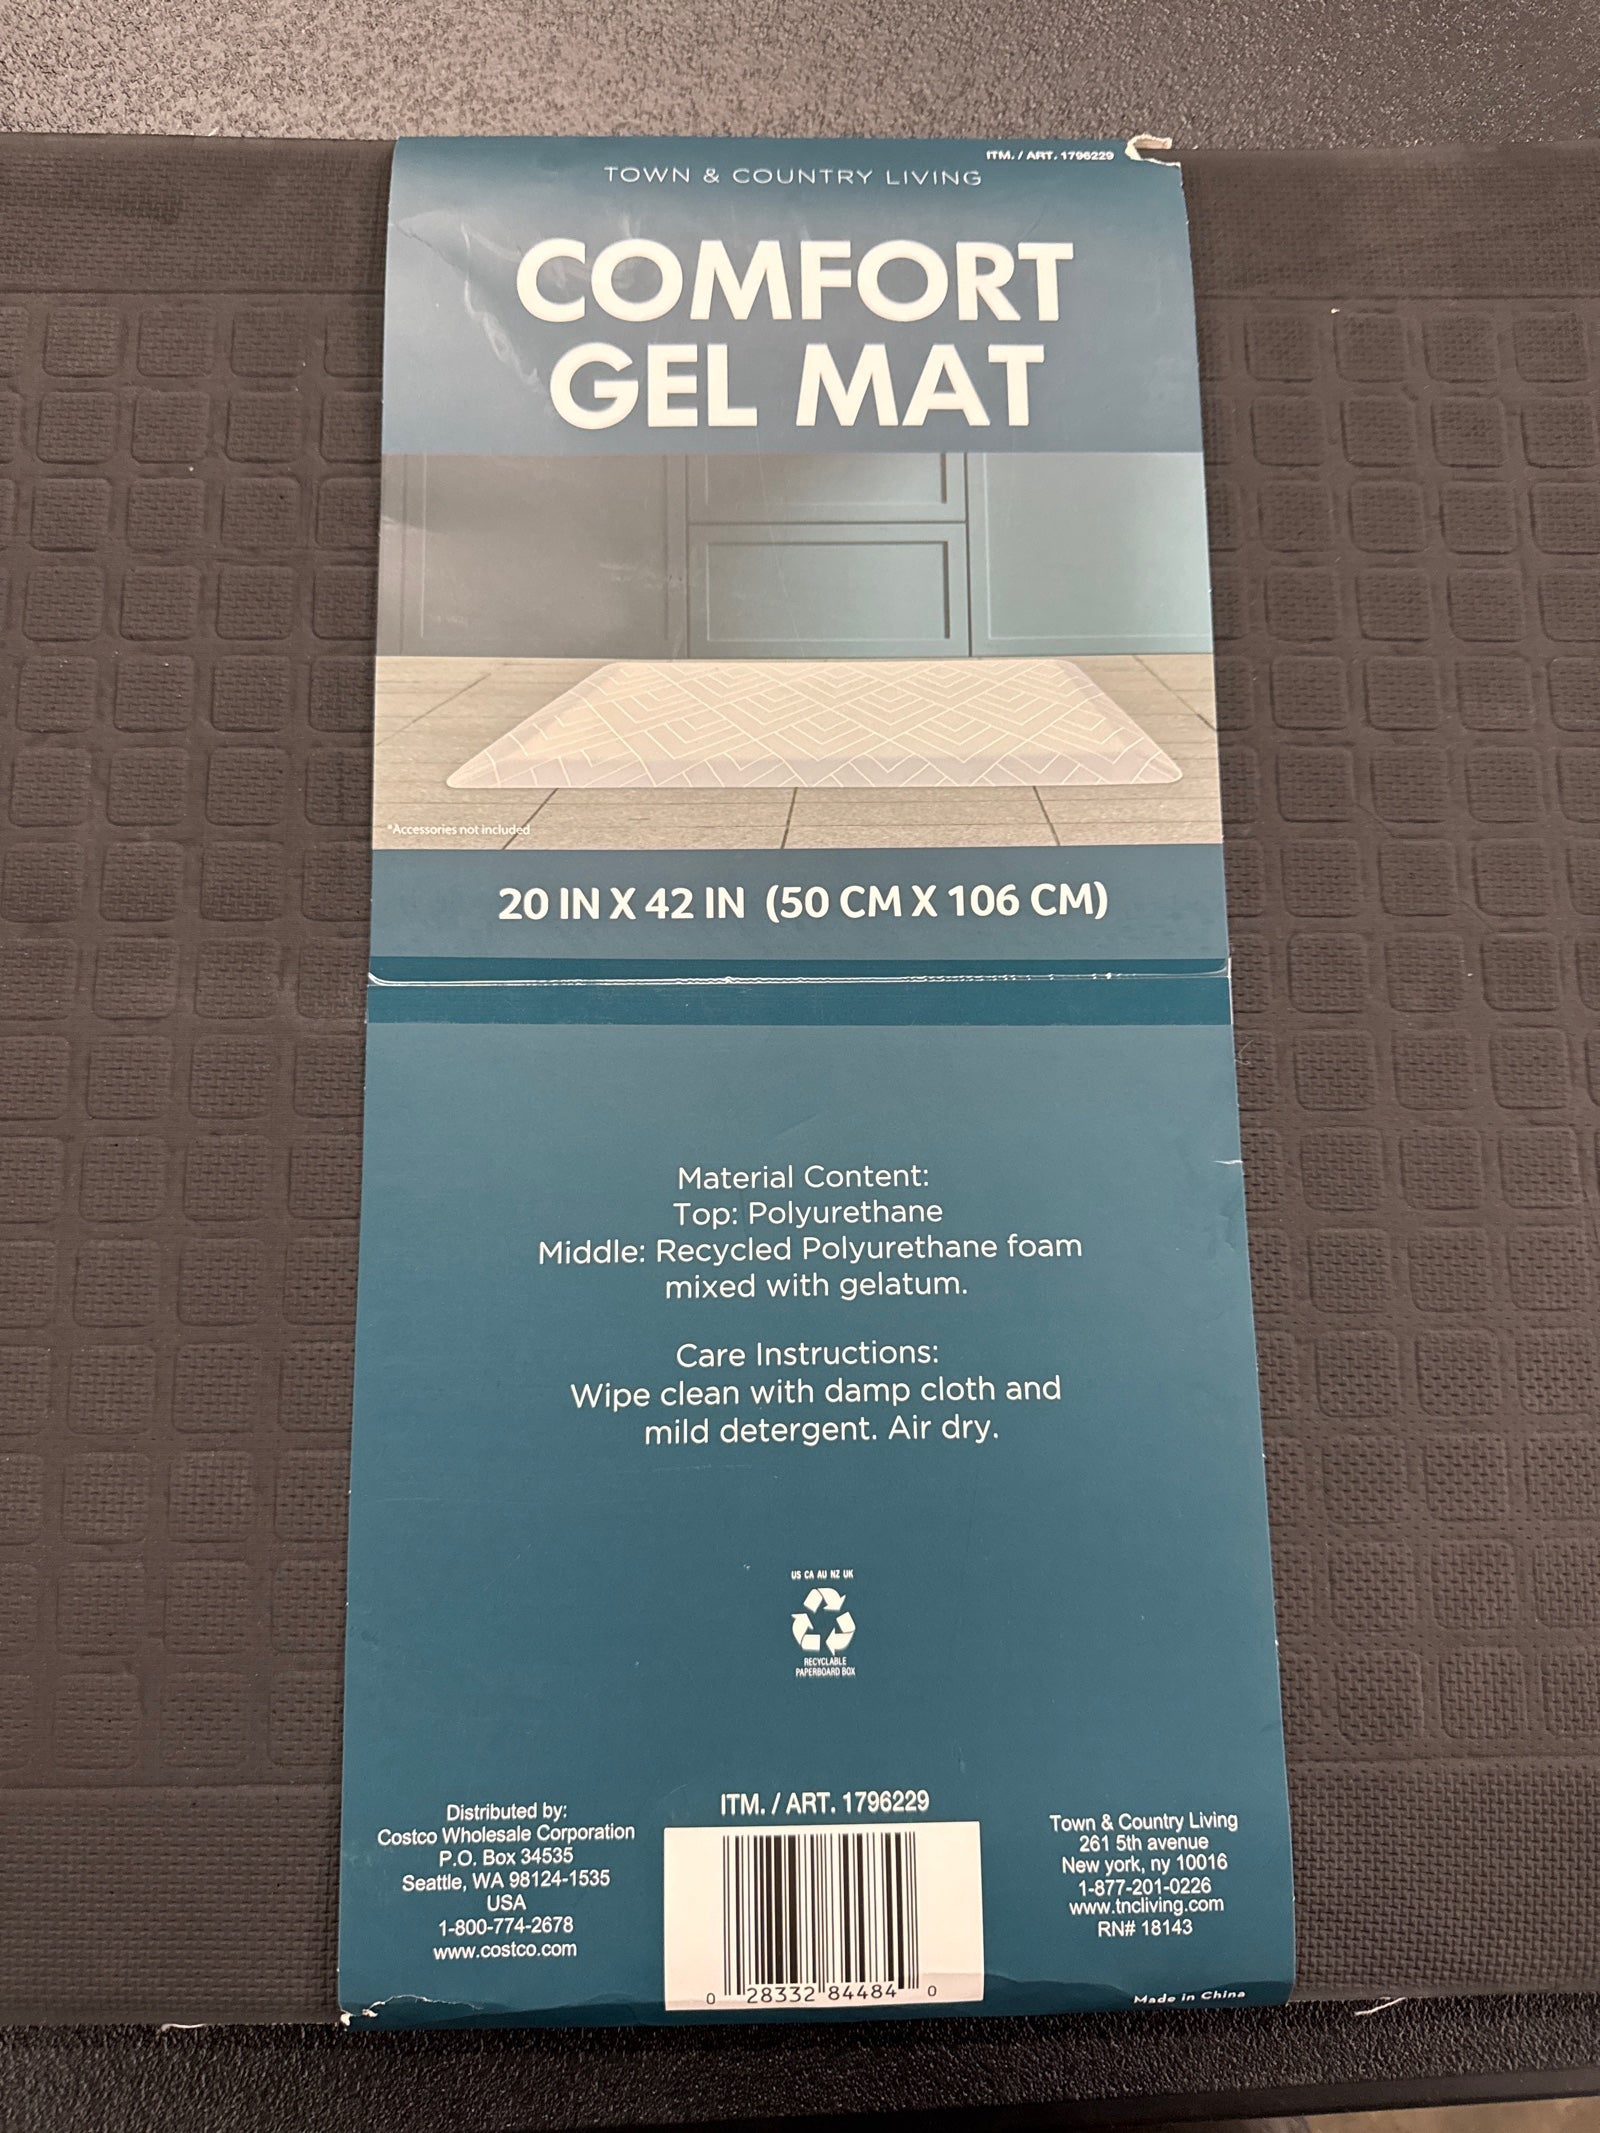 ITM. / ART. 1796229
TOWN & COUNTRY LIVING
COMFORT
GEL MAT
*Accessories not included
20 IN X 42 IN (50 CM X 106 CM)
Material Content:
Top: Polyurethane
Middle: Recycled Polyurethane foam
mixed with gelatum.
Care Instructions:
Wipe clean with damp cloth and
mild detergent. Air dry.
US CA AU NZ UK
RECYCLABLE
PAPERBOARD BOX
Distributed by:
Costco Wholesale Corporation
P.O. Box 34535
Seattle, WA 98124-1535
USA
1-800-774-2678
www.costco.com
ITM. / ART. 1796229
0 28332 84484 0
Town & Country Living
261 5th avenue
New york, ny 10016
1-877-201-0226
www.tncliving.com
RN# 18143
Made in China